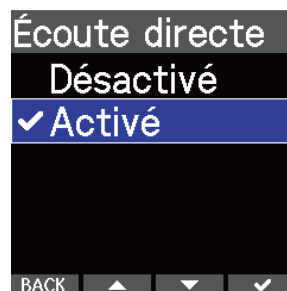 Écoute directe
Désactivé
✔Activé
BACK ▲ ▼ ✔